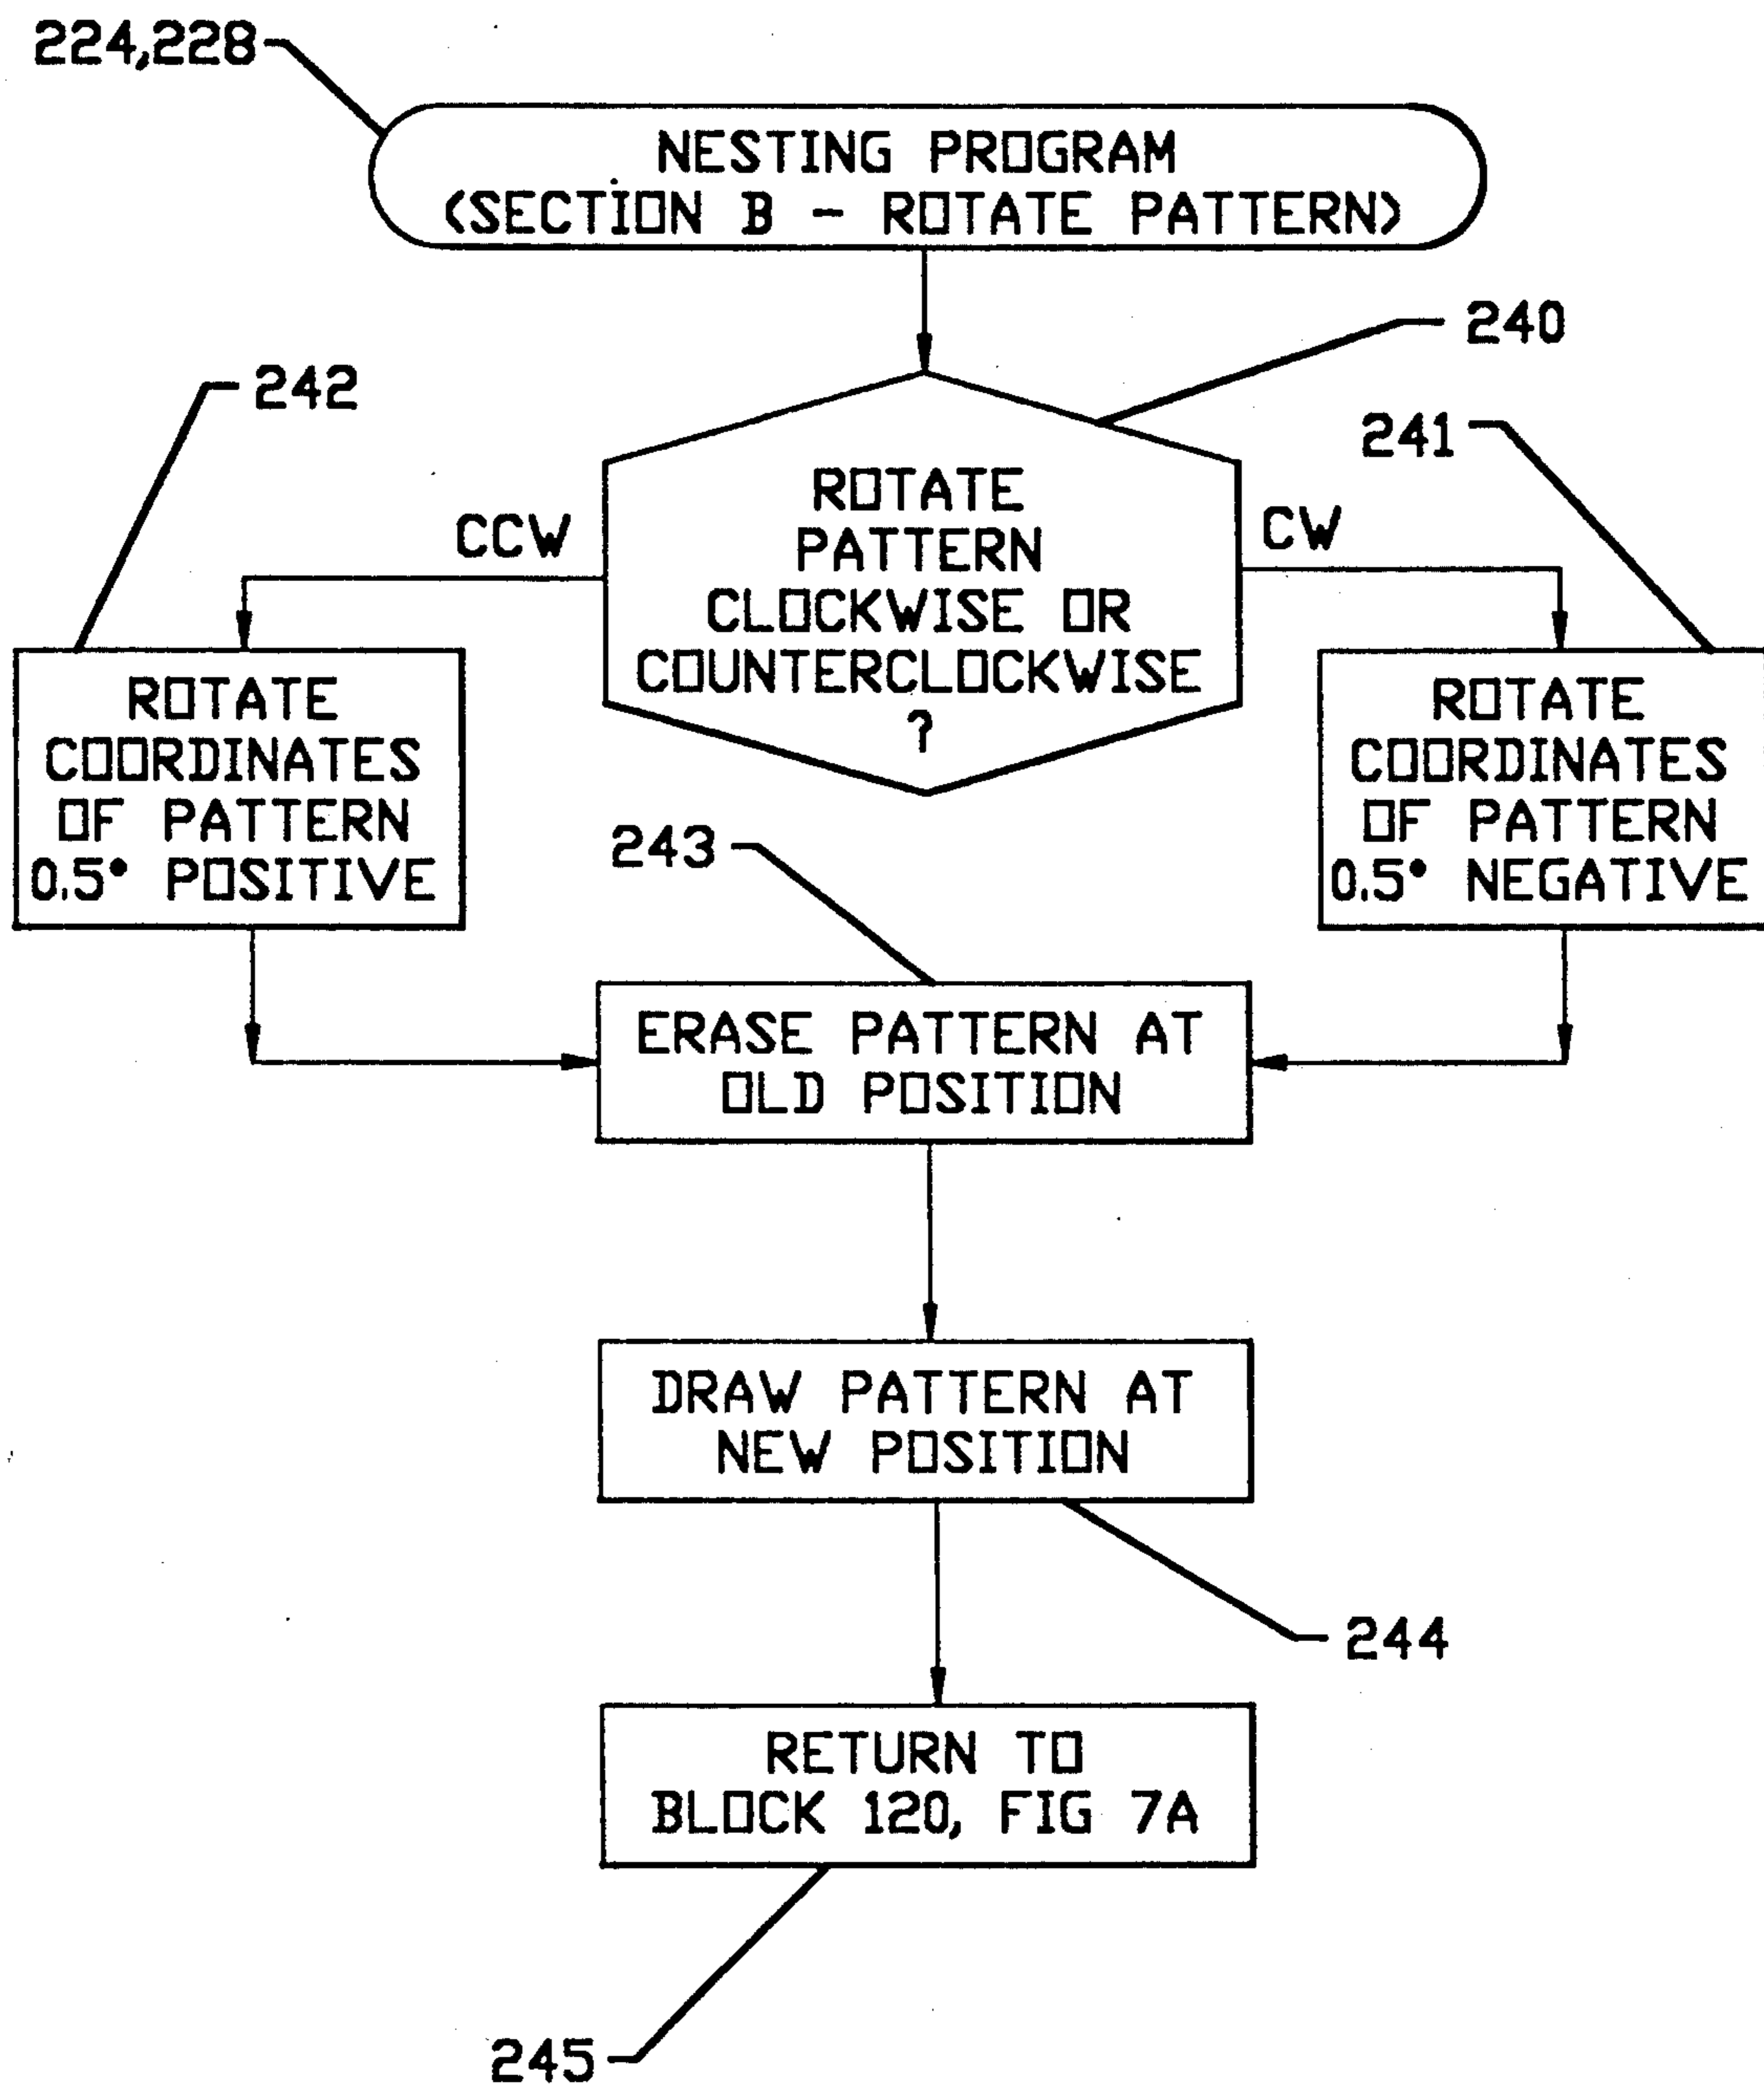 224,228
NESTING PROGRAM
(SECTION B - ROTATE PATTERN)
240
242
241
ROTATE
PATTERN
CLOCKWISE OR
COUNTERCLOCKWISE
?
CCW
CW
ROTATE
COORDINATES
OF PATTERN
0.5° POSITIVE
ROTATE
COORDINATES
OF PATTERN
0.5° NEGATIVE
243
ERASE PATTERN AT
OLD POSITION
DRAW PATTERN AT
NEW POSITION
244
RETURN TO
BLOCK 120, FIG 7A
245